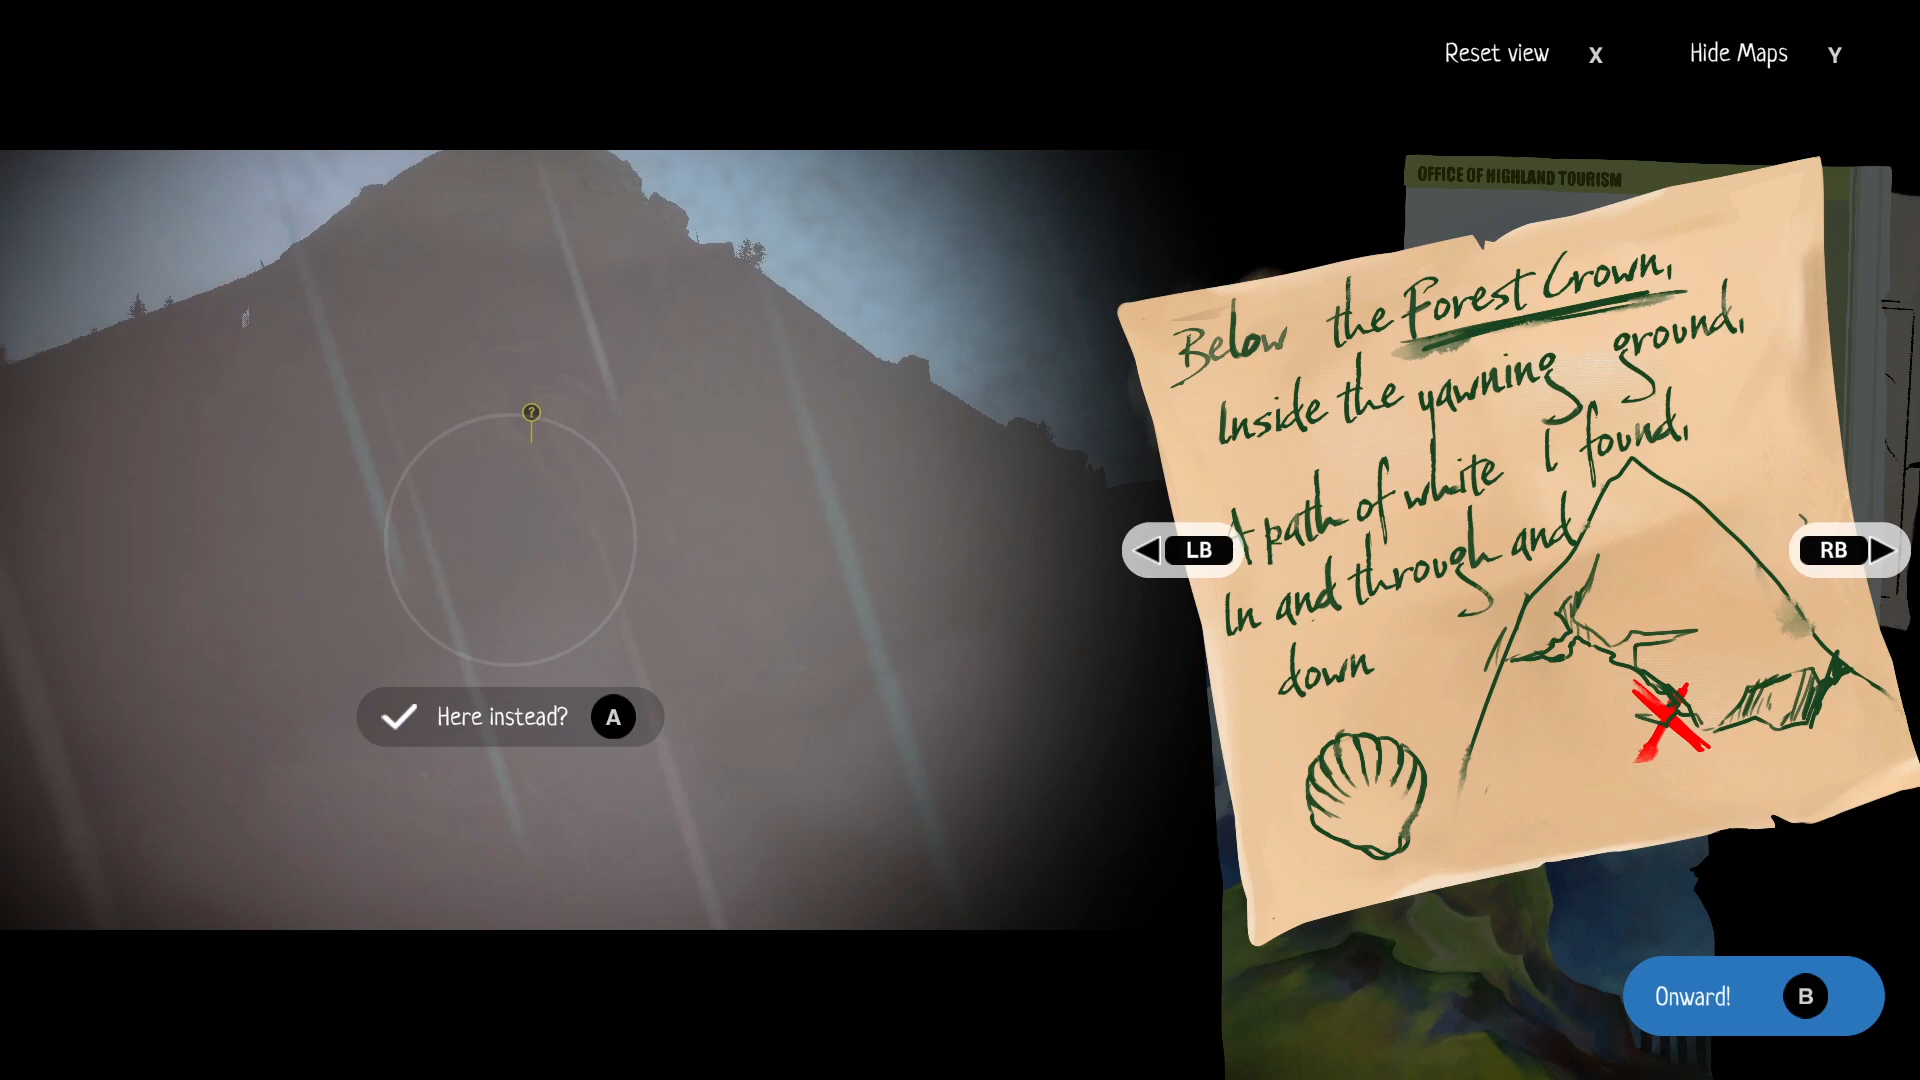 Reset view X Hide Maps Y
OFFICE OF HIGHLAND TOURISM
Below the Forest Crown,
Inside the yawning ground,
A path of white I found,
In and through and
down
LB
RB
?
Here instead? A
Onward! B